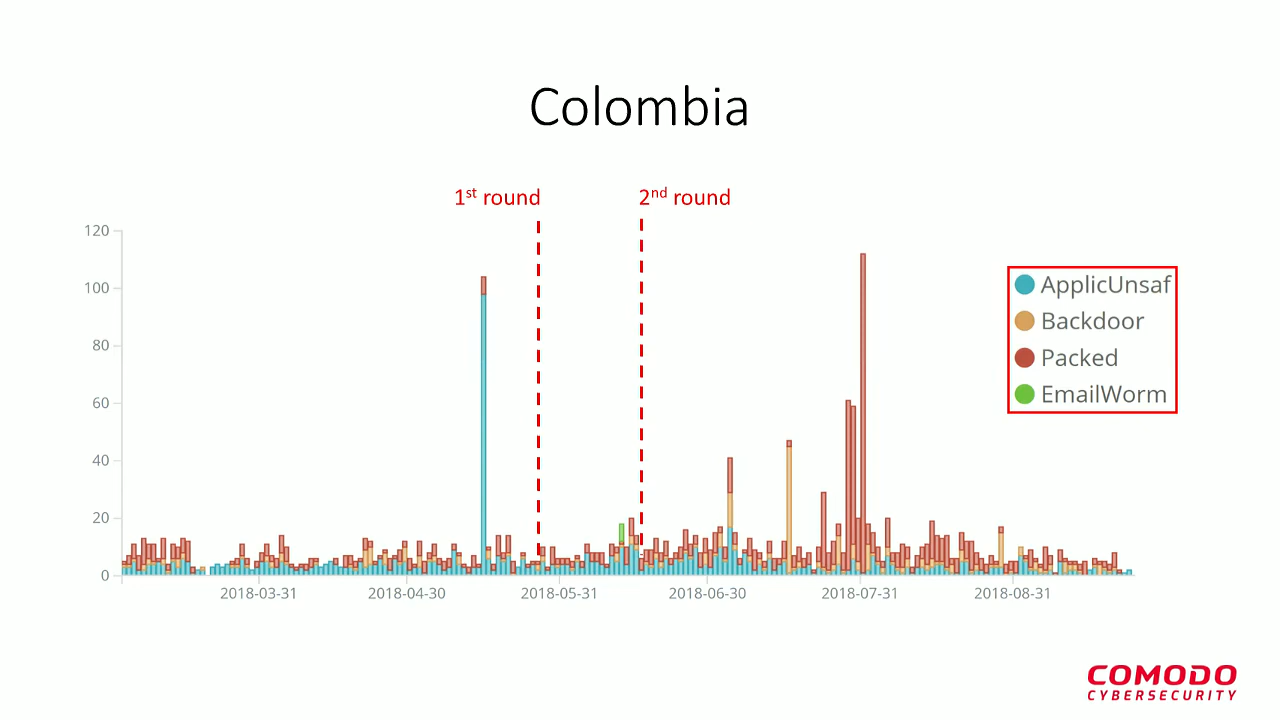 Colombia
1st round
2nd round
120
100
80
60
40
20
0
ApplicUnsaf
Backdoor
Packed
EmailWorm
2018-03-31
2018-04-30
2018-05-31
2018-06-30
2018-07-31
2018-08-31
COMODO
CYBERSECURITY